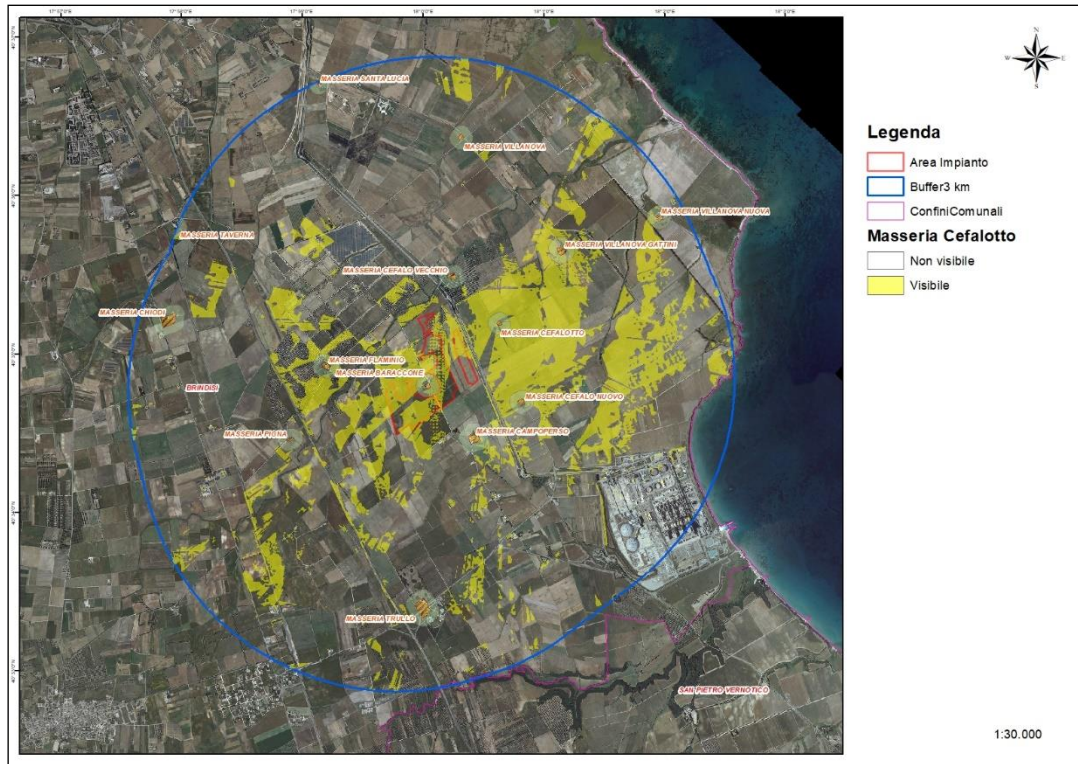 MASSERIA SANTA LUCIA
MASSERIA VILLANOVA
MASSERIA VILLANOVA NUOVA
MASSERIA TAVERNA
MASSERIA VILLANOVA GATTINI
MASSERIA CEFALO VECCHIO
MASSERIA CHIODI
MASSERIA CEFALOTTO
MASSERIA FLAMINIO
MASSERIA BARACCONE
BRINDISI
MASSERIA CEFALO NUOVO
MASSERIA PIGNA
MASSERIA CAMPOPERSO
MASSERIA TRULLO
SAN PIETRO VERNOTICO
N
W
E
S
Legenda
Area Impianto
Buffer3 km
ConfiniComunali
Masseria Cefalotto
Non visibile
Visibile
1:30.000